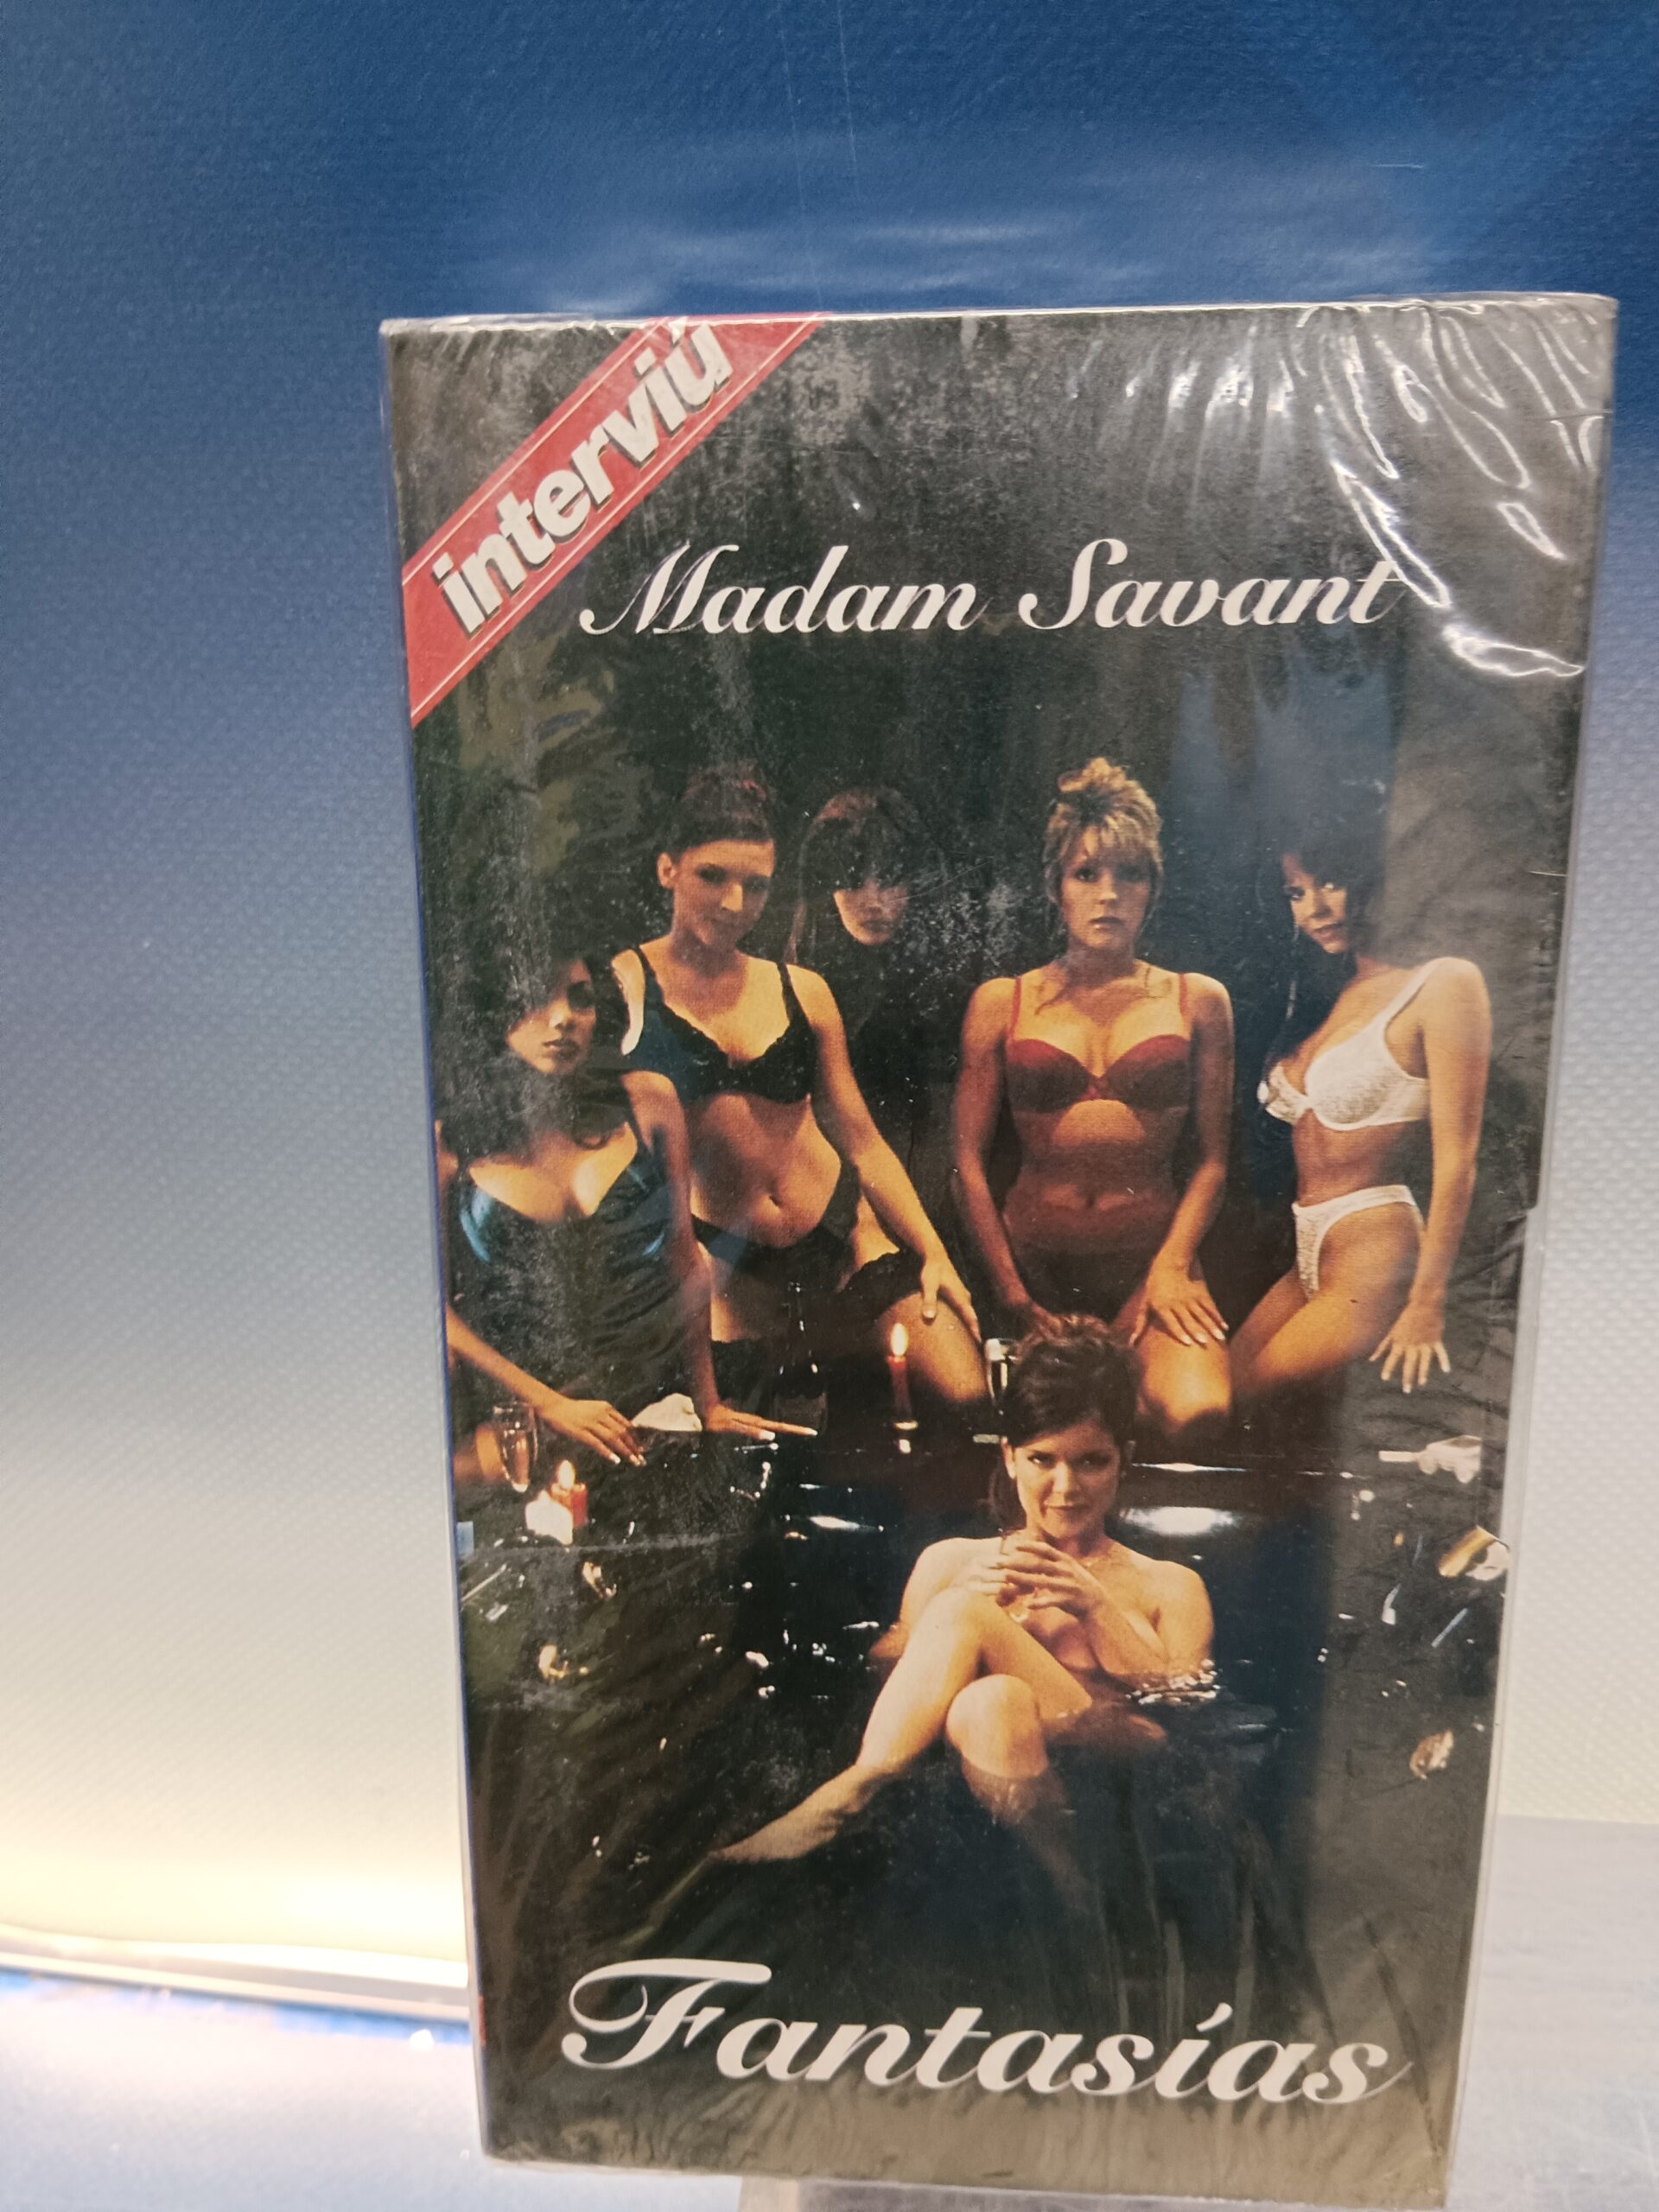 interviú
Madam Savant
Fantasías